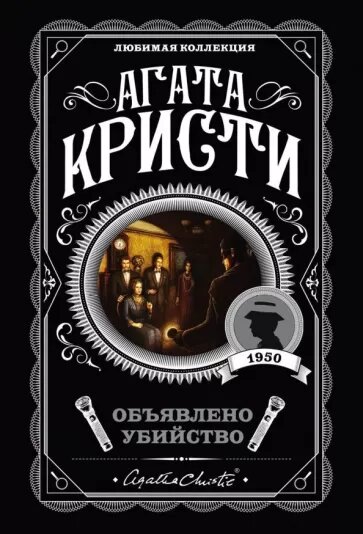 ЛЮБИМАЯ КОЛЛЕКЦИЯ
АГАТА
КРИСТИ
1950
ОБЪЯВЛЕНО
УБИЙСТВО
Agatha Christie®